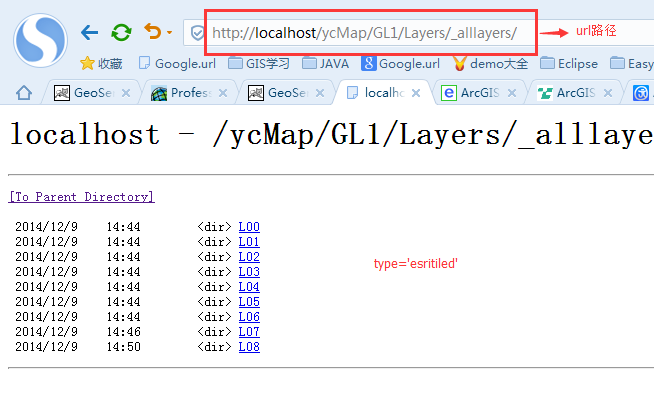 http://localhost/ycMap/GL1/Layers/_alllayers/
url路径
收藏 Google.url GIS学习 JAVA Google.url demo大全 Eclipse Easy
GeoSe Profess GeoSe localho ArcGIS ArcGIS
localhost - /ycMap/GL1/Layers/_alllaye
[To Parent Directory]
2014/12/9 14:44 <dir> L00
2014/12/9 14:44 <dir> L01
2014/12/9 14:44 <dir> L02
2014/12/9 14:44 <dir> L03
2014/12/9 14:44 <dir> L04
2014/12/9 14:44 <dir> L05
2014/12/9 14:44 <dir> L06
2014/12/9 14:46 <dir> L07
2014/12/9 14:50 <dir> L08
type='esritiled'